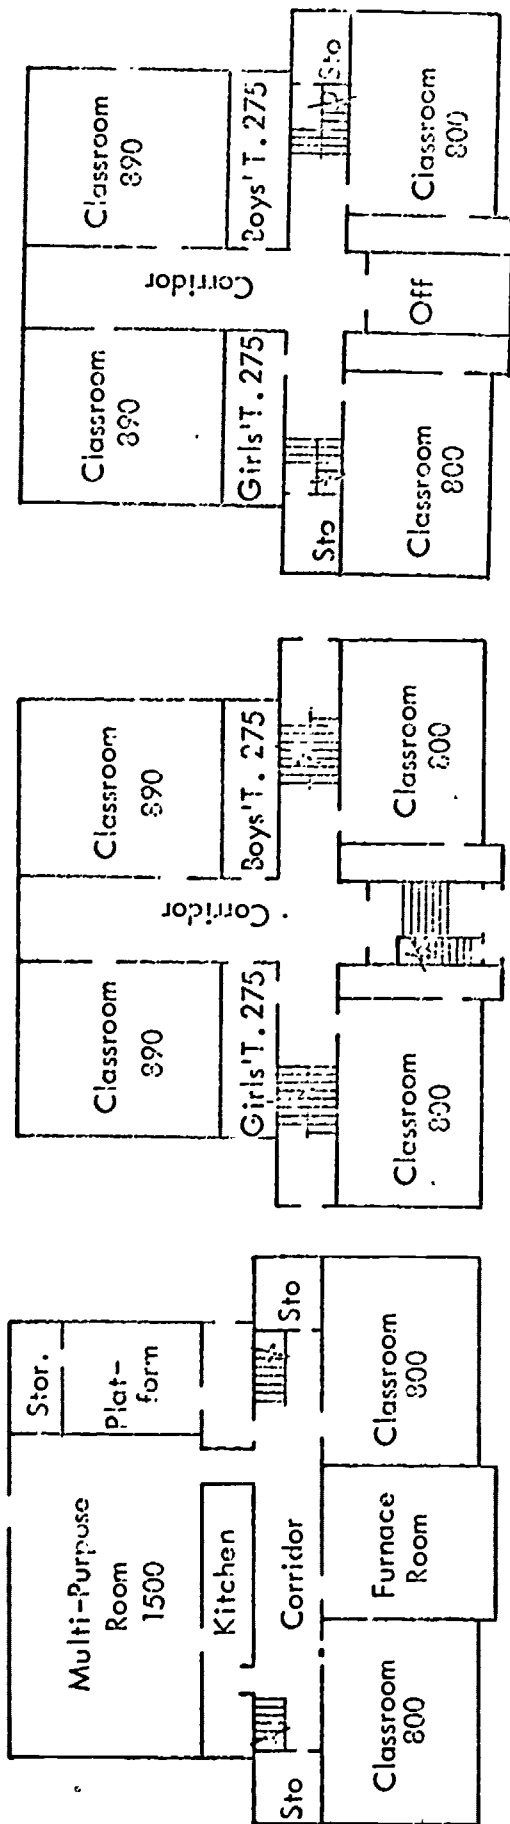 Multi-Purpose
Room
1500
Stor.
Plat-
form
Kitchen
Sto
Corridor
Sto
Classroom
800
Furnace
Room
Classroom
800
Classroom
890
Corridor
Classroom
890
Girls'T. 275
Boys'T. 275
Classroom
800
Classroom
800
Classroom
890
Corridor
Classroom
890
Girls'T. 275
Boys'T. 275
Sto
Sto
Classroom
800
Off
Classroom
800